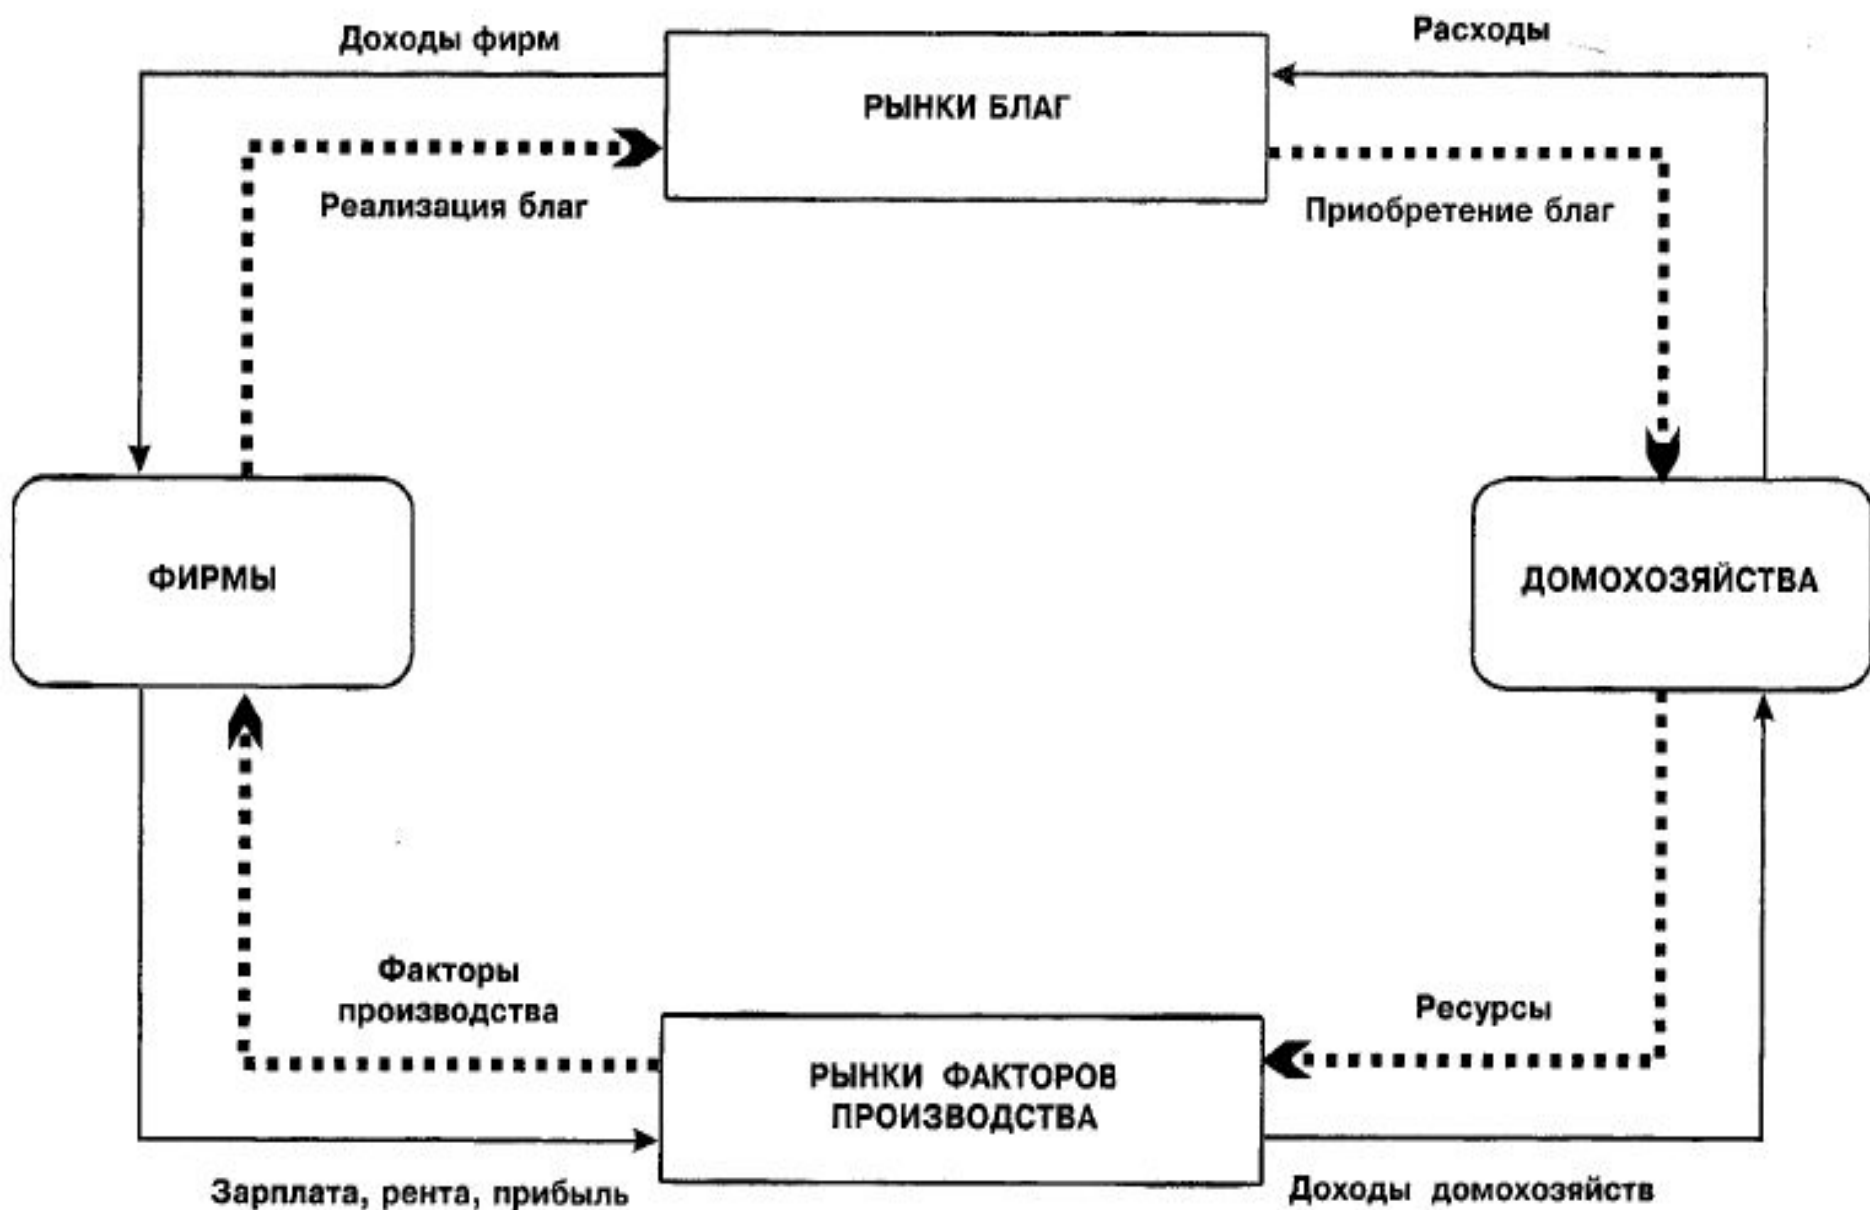 Доходы фирм
Расходы
РЫНКИ БЛАГ
Реализация благ
Приобретение благ
ФИРМЫ
ДОМОХОЗЯЙСТВА
Факторы
производства
Ресурсы
РЫНКИ ФАКТОРОВ
ПРОИЗВОДСТВА
Зарплата, рента, прибыль
Доходы домохозяйств